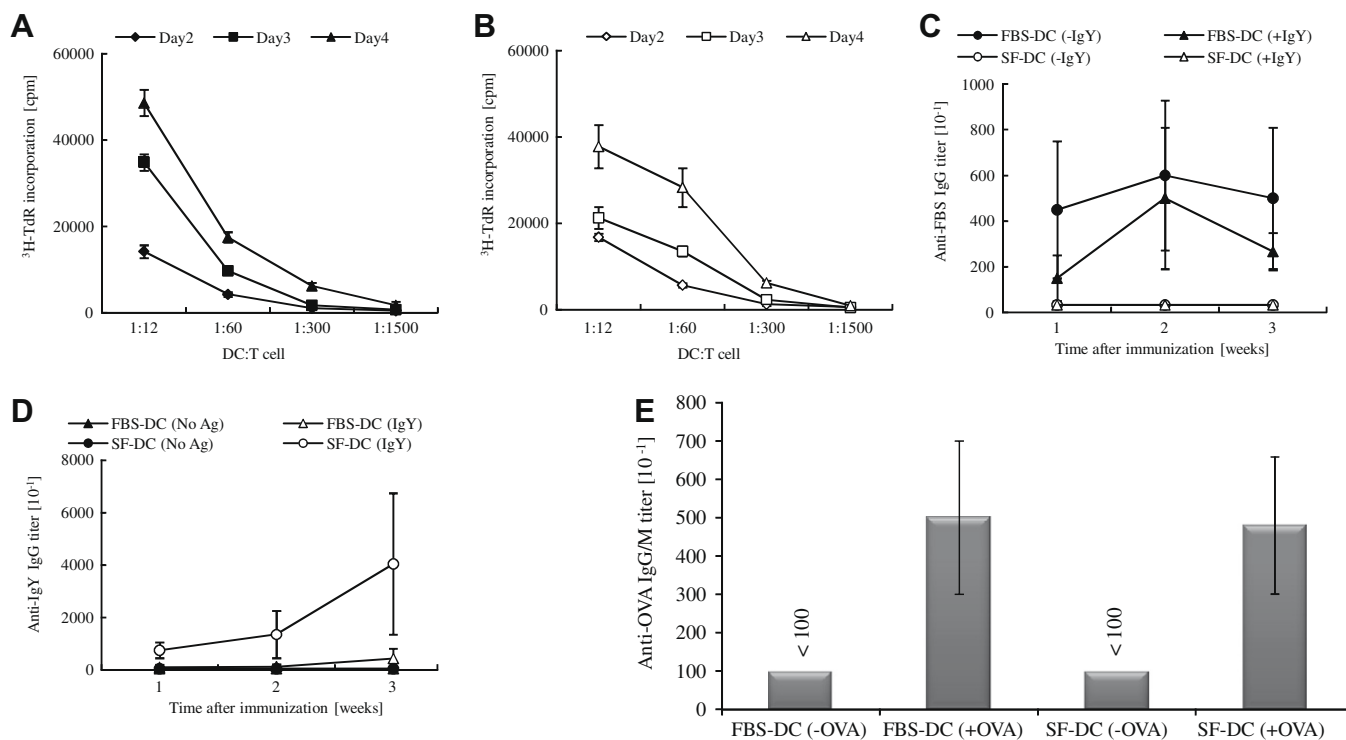 A
Day2 Day3 Day4
³H-TdR incorporation [cpm]
60000
40000
20000
0
1:12 1:60 1:300 1:1500
DC:T cell
B
Day2 Day3 Day4
³H-TdR incorporation [cpm]
60000
40000
20000
0
1:12 1:60 1:300 1:1500
DC:T cell
C
FBS-DC (-IgY) FBS-DC (+IgY)
SF-DC (-IgY) SF-DC (+IgY)
Anti-FBS IgG titer [10⁻¹]
1000
800
600
400
200
0
1 2 3
Time after immunization [weeks]
D
FBS-DC (No Ag) FBS-DC (IgY)
SF-DC (No Ag) SF-DC (IgY)
Anti-IgY IgG titer [10⁻¹]
8000
6000
4000
2000
0
1 2 3
Time after immunization [weeks]
E
Anti-OVA IgG/M titer [10⁻¹]
800
700
600
500
400
300
200
100
0
< 100
< 100
FBS-DC (-OVA) FBS-DC (+OVA) SF-DC (-OVA) SF-DC (+OVA)